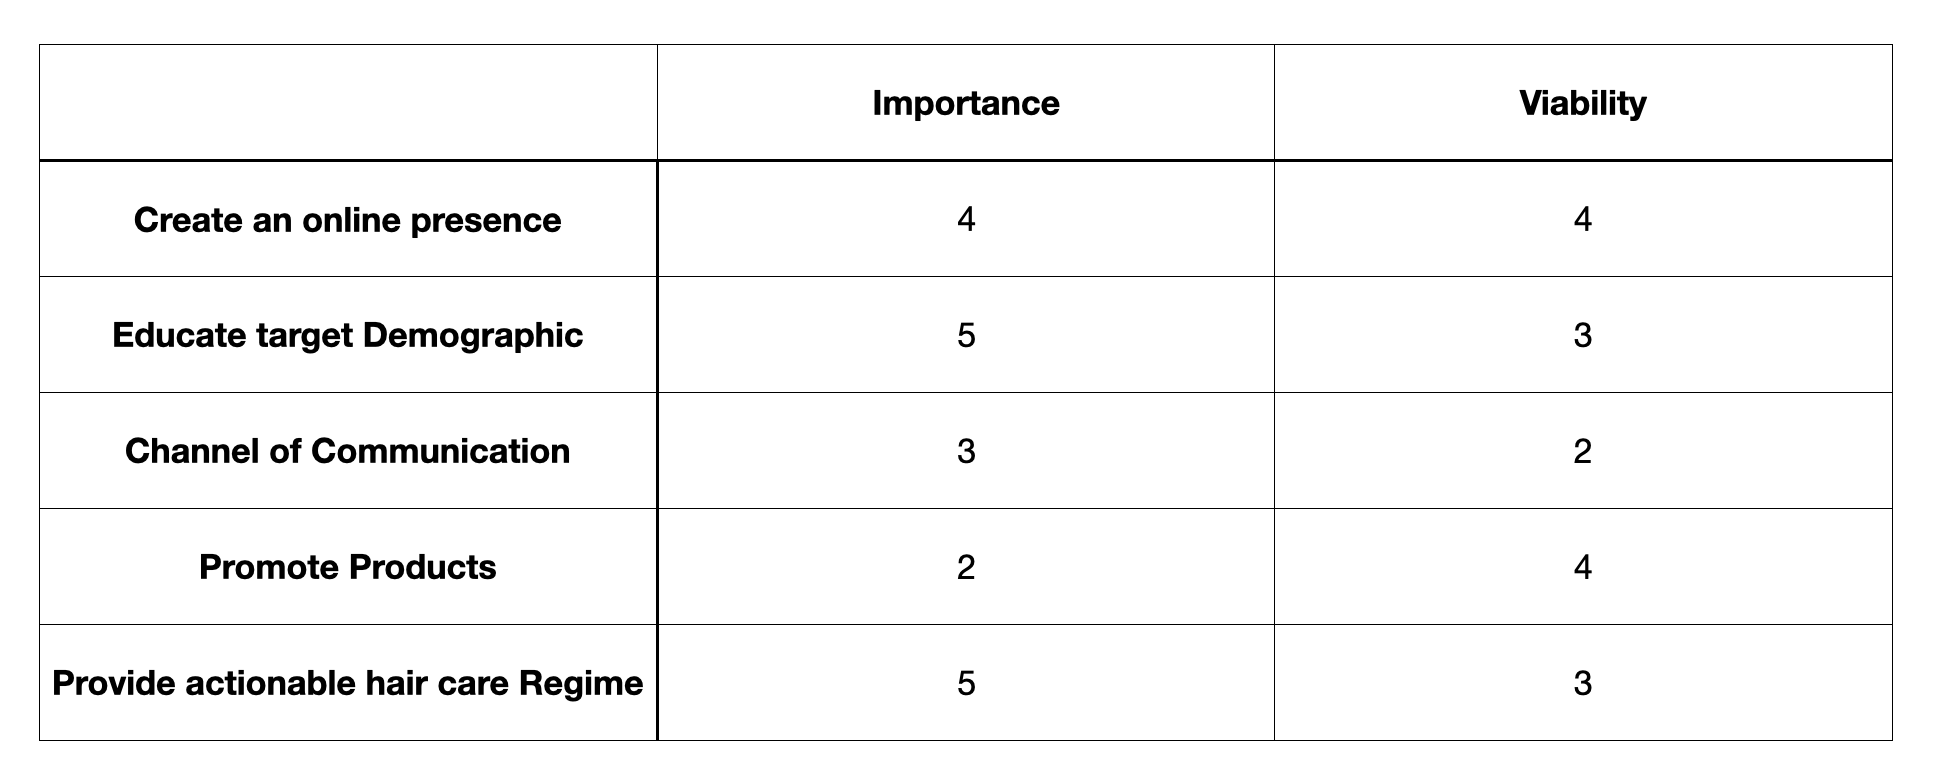 Importance Viability
Create an online presence 4 4
Educate target Demographic 5 3
Channel of Communication 3 2
Promote Products 2 4
Provide actionable hair care Regime 5 3